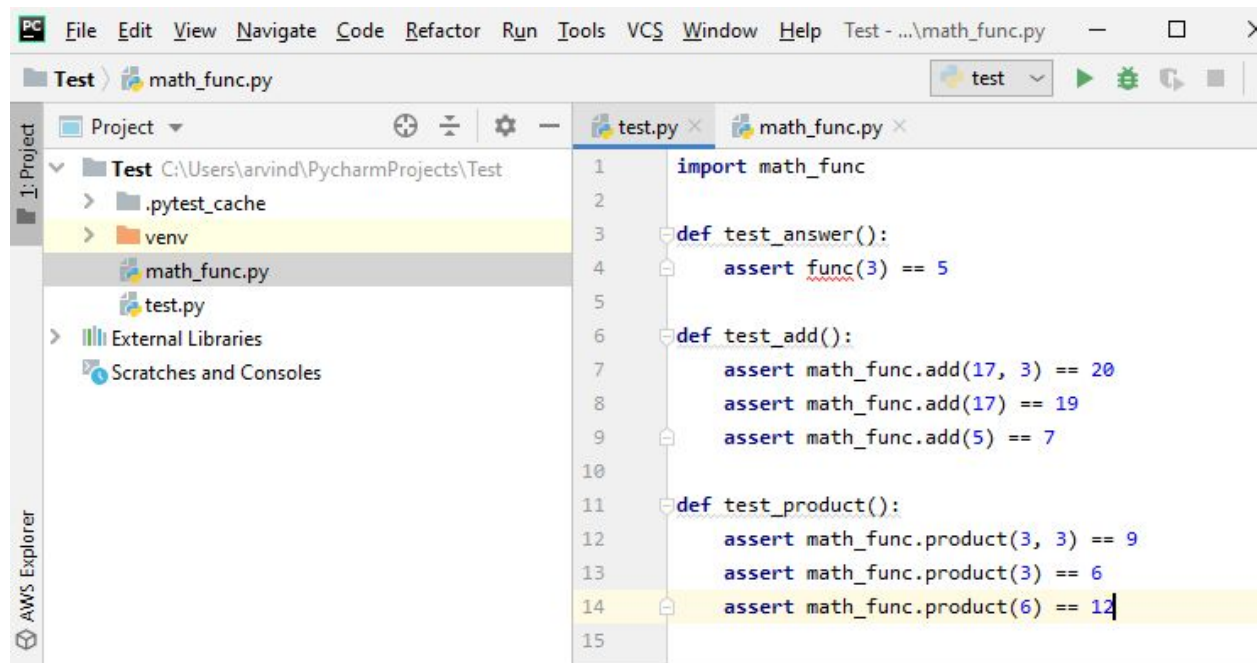 PC File Edit View Navigate Code Refactor Run Tools VCS Window Help Test - ...\math_func.py
Test math_func.py test
1: Project
AWS Explorer
Project
Test C:\Users\arvind\PycharmProjects\Test
.pytest_cache
venv
math_func.py
test.py
External Libraries
Scratches and Consoles
test.py math_func.py
1 import math_func
2
3 def test_answer():
4 assert func(3) == 5
5
6 def test_add():
7 assert math_func.add(17, 3) == 20
8 assert math_func.add(17) == 19
9 assert math_func.add(5) == 7
10
11 def test_product():
12 assert math_func.product(3, 3) == 9
13 assert math_func.product(3) == 6
14 assert math_func.product(6) == 12
15